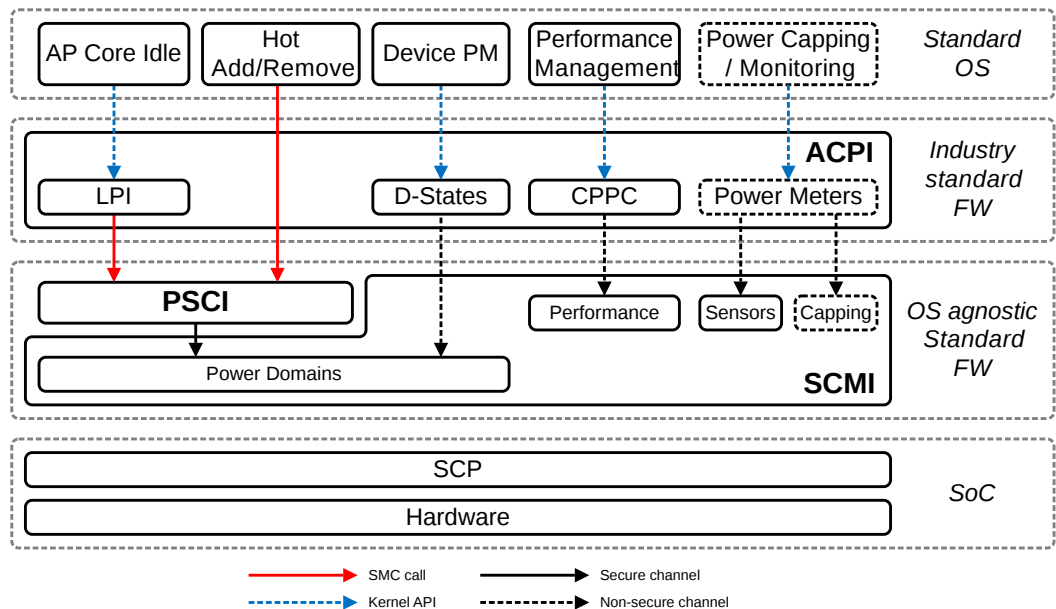 AP Core Idle
Hot
Add/Remove
Device PM
Performance
Management
Power Capping
/ Monitoring
Standard
OS
ACPI
LPI
D-States
CPPC
Power Meters
Industry
standard
FW
PSCI
Performance
Sensors
Capping
Power Domains
SCMI
OS agnostic
Standard
FW
SCP
Hardware
SoC
SMC call
Secure channel
Kernel API
Non-secure channel